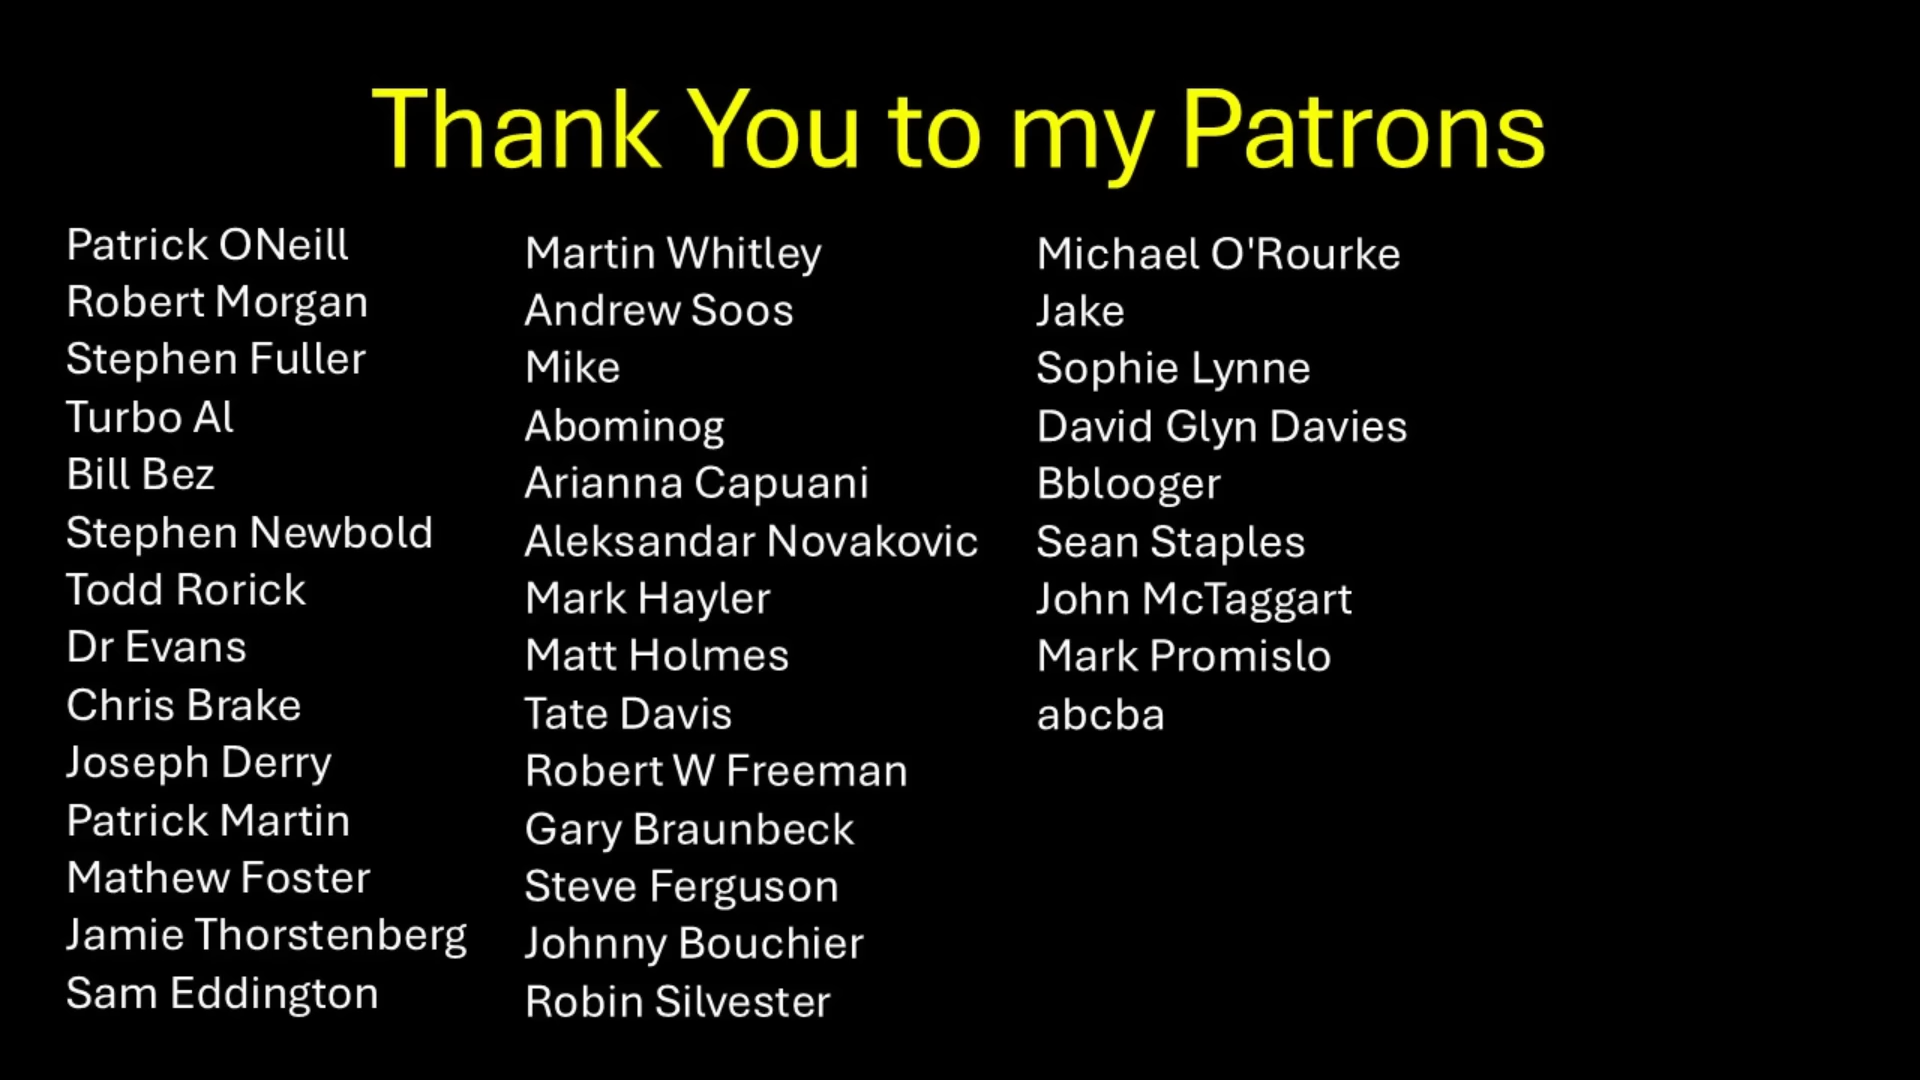 Thank You to my Patrons
Patrick ONeill
Robert Morgan
Stephen Fuller
Turbo Al
Bill Bez
Stephen Newbold
Todd Rorick
Dr Evans
Chris Brake
Joseph Derry
Patrick Martin
Mathew Foster
Jamie Thorstenberg
Sam Eddington
Martin Whitley
Andrew Soos
Mike
Abominog
Arianna Capuani
Aleksandar Novakovic
Mark Hayler
Matt Holmes
Tate Davis
Robert W Freeman
Gary Braunbeck
Steve Ferguson
Johnny Bouchier
Robin Silvester
Michael O'Rourke
Jake
Sophie Lynne
David Glyn Davies
Bblooger
Sean Staples
John McTaggart
Mark Promislo
abcba